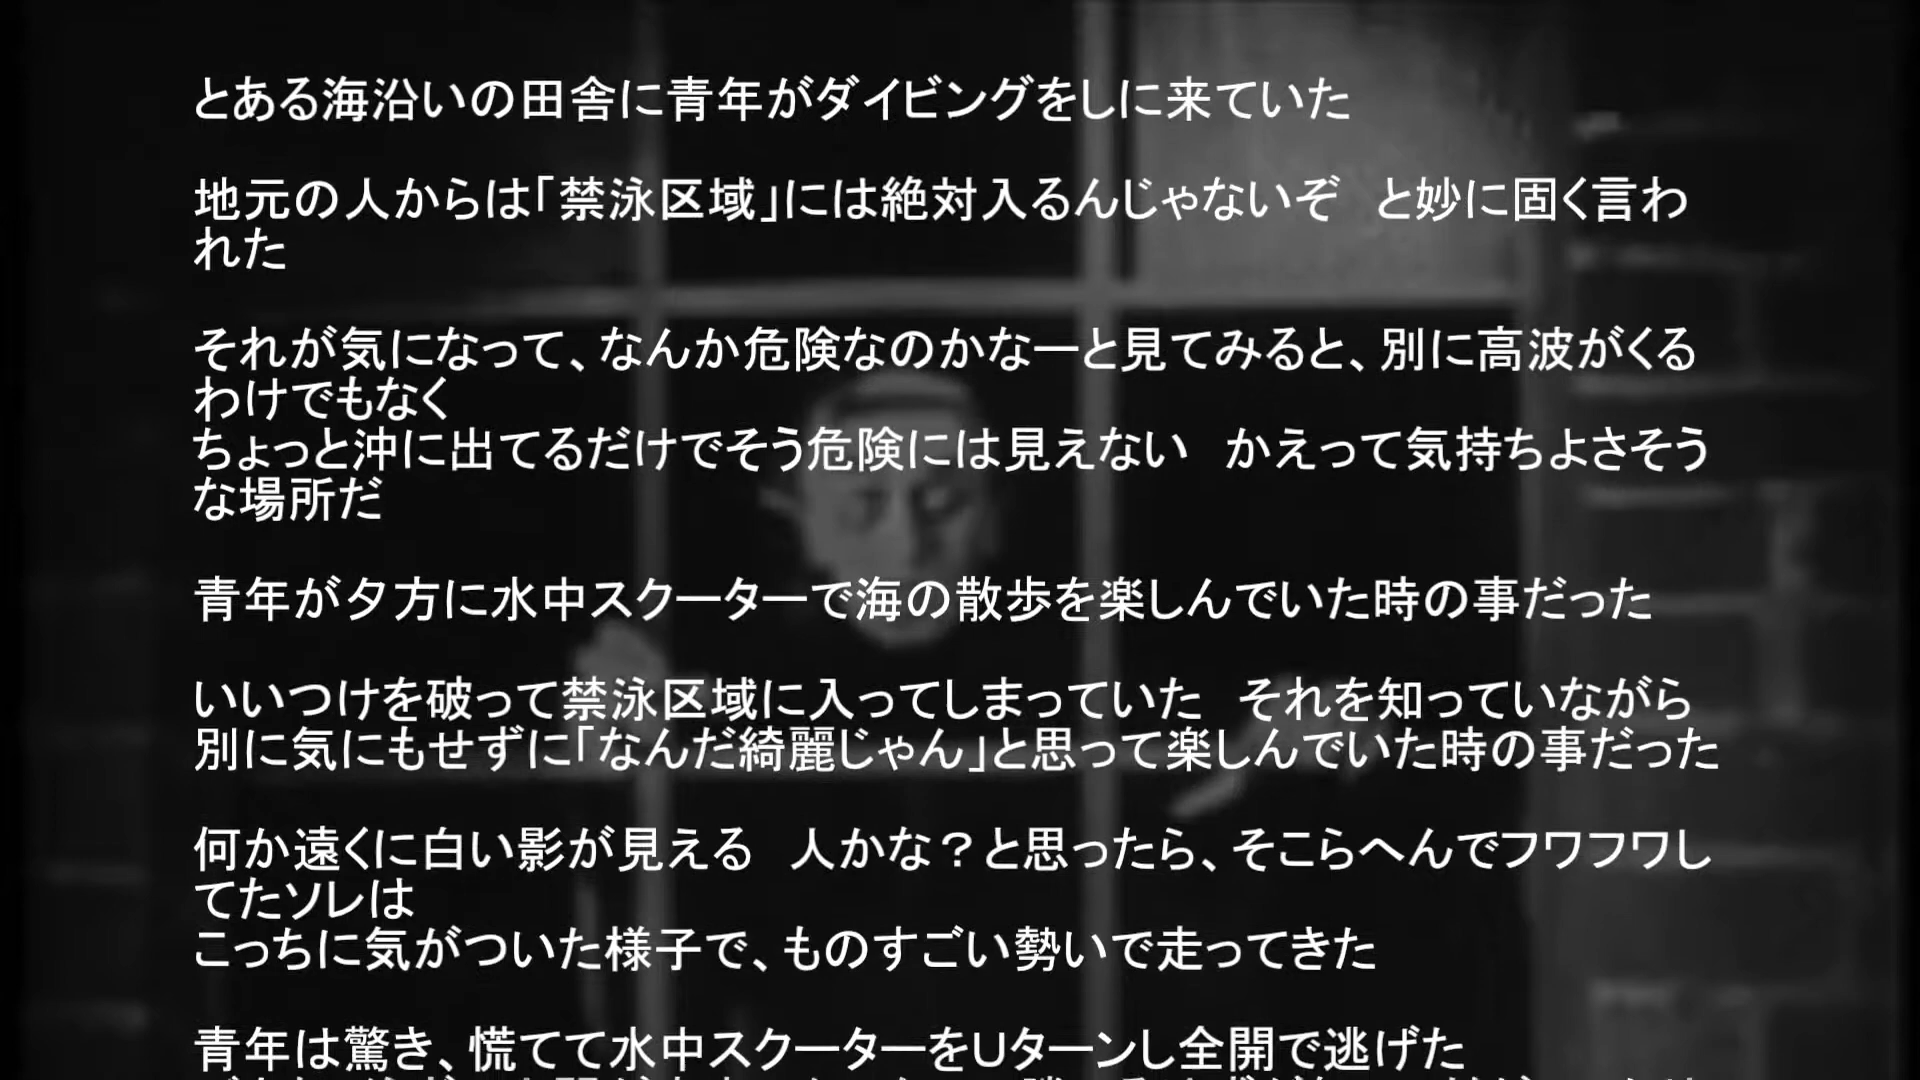 とある海沿いの田舎に青年がダイビングをしに来ていた
地元の人からは「禁泳区域」には絶対入るんじゃないぞ　と妙に固く言わ
れた
それが気になって、なんか危険なのかなーと見てみると、別に高波がくる
わけでもなく
ちょっと沖に出てるだけでそう危険には見えない　かえって気持ちよさそう
な場所だ
青年が夕方に水中スクーターで海の散歩を楽しんでいた時の事だった
いいつけを破って禁泳区域に入ってしまっていた　それを知っていながら
別に気にもせずに「なんだ綺麗じゃん」と思って楽しんでいた時の事だった
何か遠くに白い影が見える　人かな？と思ったら、そこらへんでフワフワし
てたソレは
こっちに気がついた様子で、ものすごい勢いで走ってきた
青年は驚き、慌てて水中スクーターをUターンし全開で逃げた